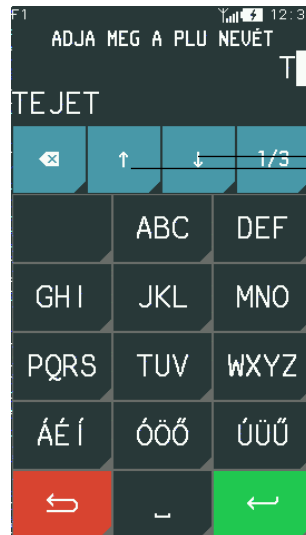 F1 12:3
ADJA MEG A PLU NEVÉT
T
TEJET
1/3
ABC DEF
GHI JKL MNO
PQRS TUV WXYZ
ÁÉÍ ÓÖŐ ÚÜŰ